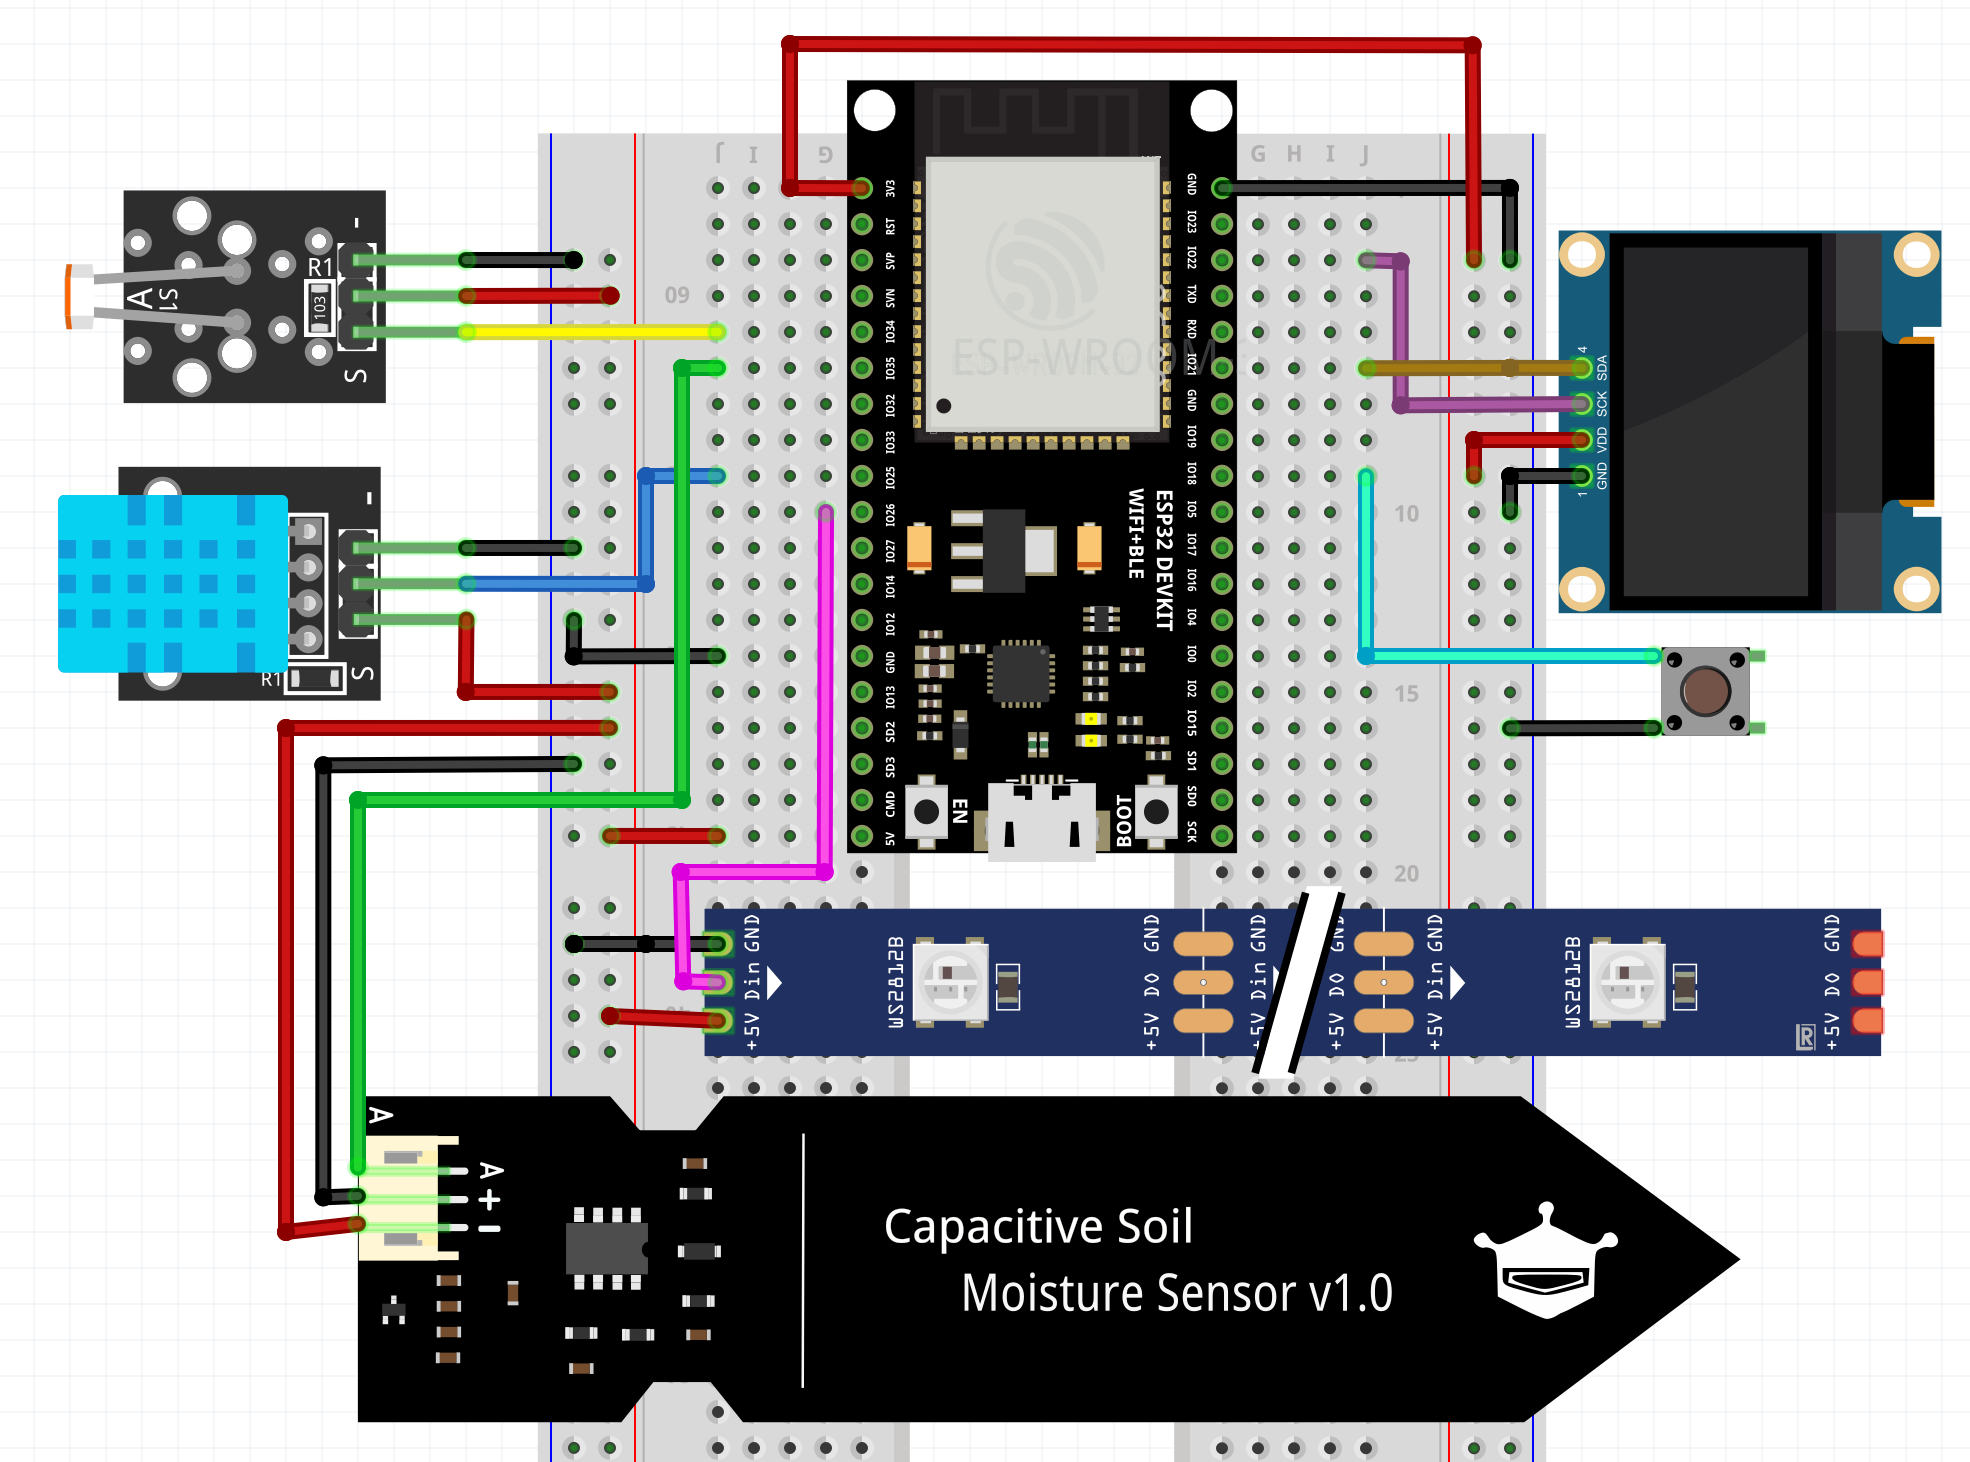 J I G
G H I J
09
10
15
20
25
-
R1
103
A
S1
S
-
R1
S
3V3
RST
SVP
SVN
IO34
IO35
IO32
IO33
IO25
IO26
IO27
IO14
IO12
GND
IO13
SD2
SD3
CMD
5V
GND
IO23
IO22
TXD
RXD
IO21
GND
IO19
IO18
IO5
IO17
IO16
IO4
IO0
IO2
IO15
SD1
SD0
SCK
ESP-WROOM
ESP32 DEVKIT
WIFI+BLE
EN
BOOT
4
SDA
SCK
VDD
GND
1
GND
Din
+5V
WS2812B
GND
DO
+5V
GND
Din
+5V
GND
DO
+5V
GND
Din
+5V
WS2812B
R
GND
DO
+5V
A
A
+
-
Capacitive Soil
Moisture Sensor v1.0